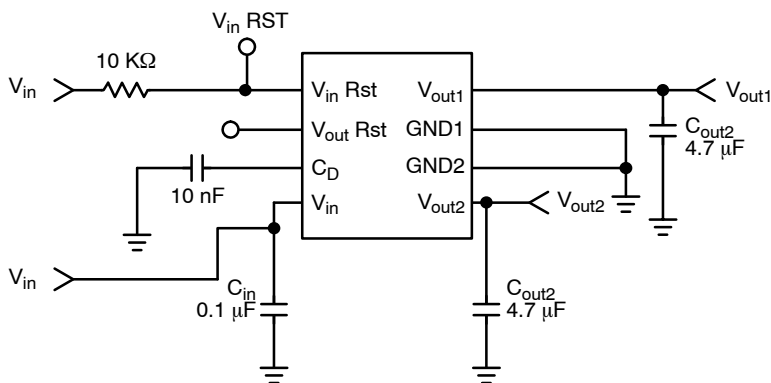 V_in RST
10 KΩ
V_in
V_in Rst
V_out1
V_out1
V_out Rst
GND1
C_out2
4.7 μF
C_D
GND2
10 nF
V_in
V_out2
V_out2
V_in
C_in
0.1 μF
C_out2
4.7 μF